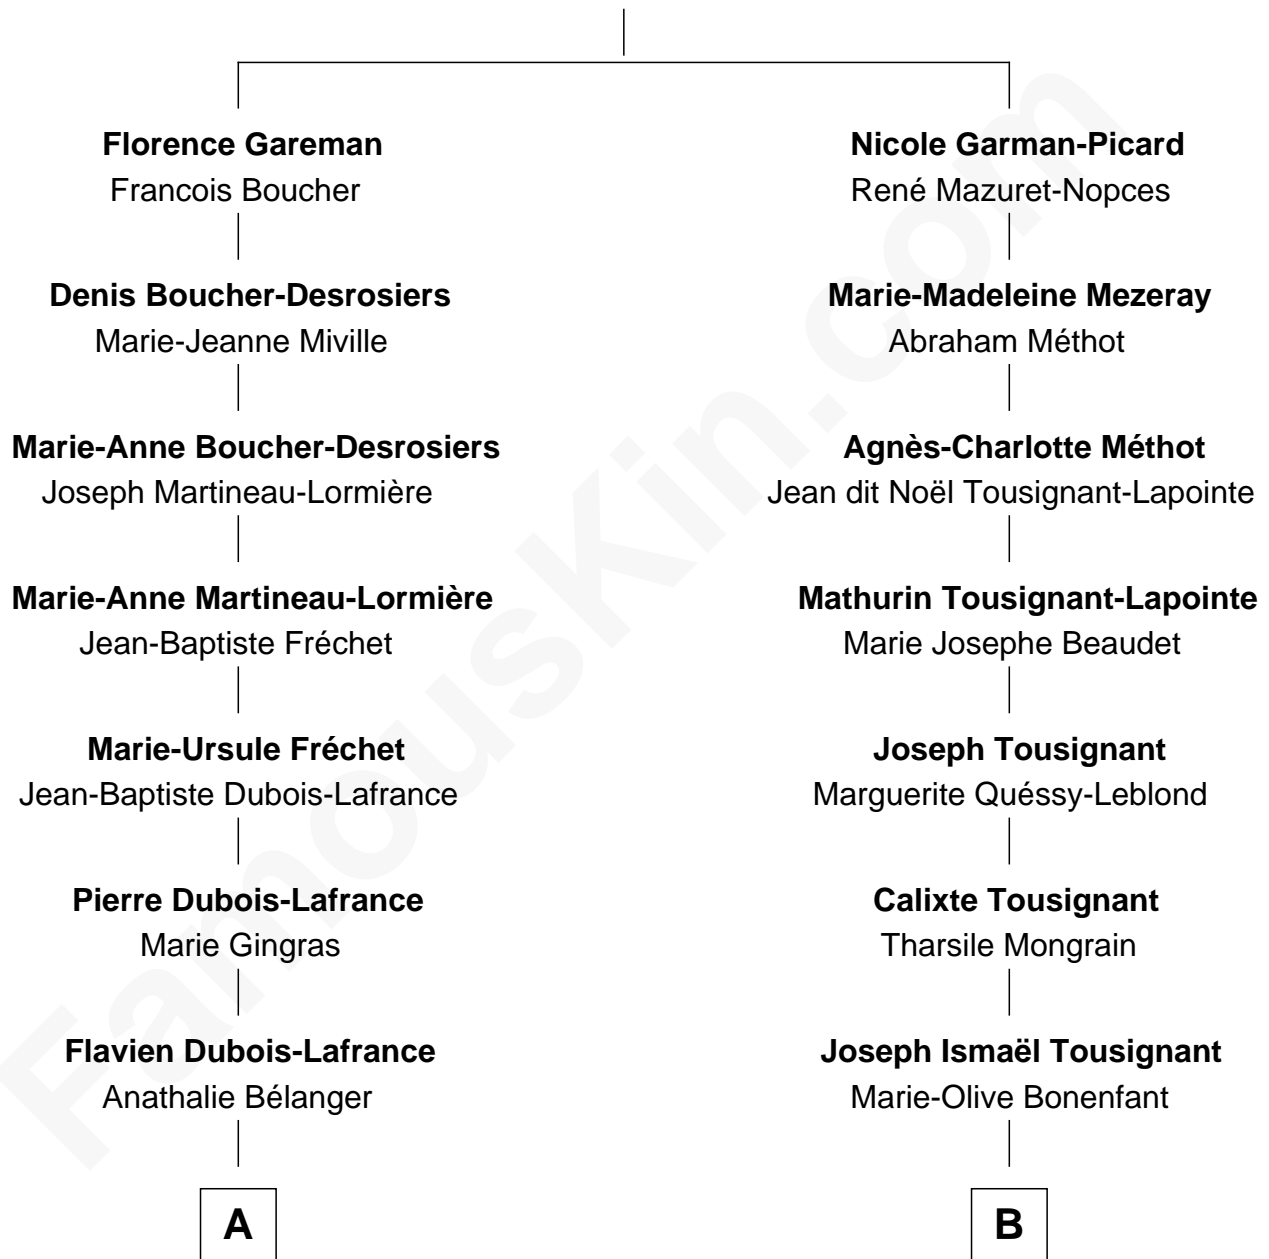 Florence Gareman
Francois Boucher
Denis Boucher-Desrosiers
Marie-Jeanne Miville
Marie-Anne Boucher-Desrosiers
Joseph Martineau-Lormière
Marie-Anne Martineau-Lormière
Jean-Baptiste Fréchet
Marie-Ursule Fréchet
Jean-Baptiste Dubois-Lafrance
Pierre Dubois-Lafrance
Marie Gingras
Flavien Dubois-Lafrance
Anathalie Bélanger
A
Nicole Garman-Picard
René Mazuret-Nopces
Marie-Madeleine Mezeray
Abraham Méthot
Agnès-Charlotte Méthot
Jean dit Noël Tousignant-Lapointe
Mathurin Tousignant-Lapointe
Marie Josephe Beaudet
Joseph Tousignant
Marguerite Quéssy-Leblond
Calixte Tousignant
Tharsile Mongrain
Joseph Ismaël Tousignant
Marie-Olive Bonenfant
B
FamousKin.com